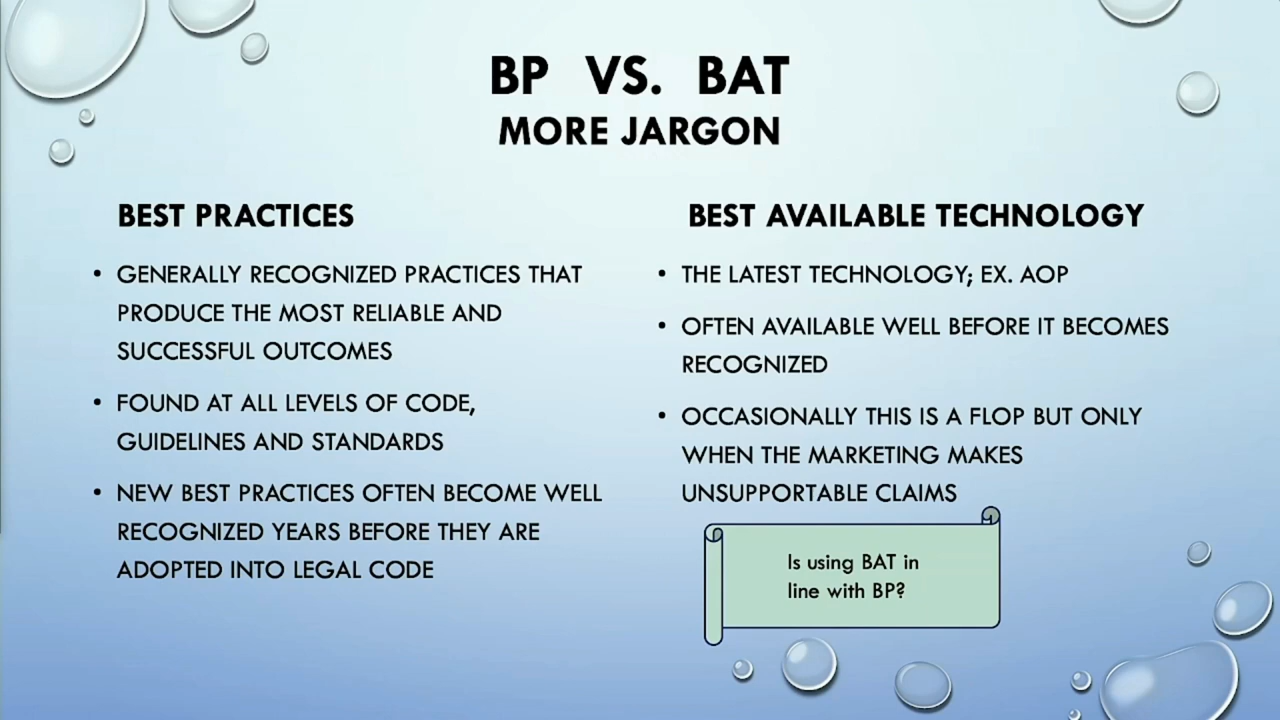 BP VS. BAT
MORE JARGON
BEST PRACTICES
• GENERALLY RECOGNIZED PRACTICES THAT
PRODUCE THE MOST RELIABLE AND
SUCCESSFUL OUTCOMES
• FOUND AT ALL LEVELS OF CODE,
GUIDELINES AND STANDARDS
• NEW BEST PRACTICES OFTEN BECOME WELL
RECOGNIZED YEARS BEFORE THEY ARE
ADOPTED INTO LEGAL CODE
BEST AVAILABLE TECHNOLOGY
• THE LATEST TECHNOLOGY; EX. AOP
• OFTEN AVAILABLE WELL BEFORE IT BECOMES
RECOGNIZED
• OCCASIONALLY THIS IS A FLOP BUT ONLY
WHEN THE MARKETING MAKES
UNSUPPORTABLE CLAIMS
Is using BAT in
line with BP?